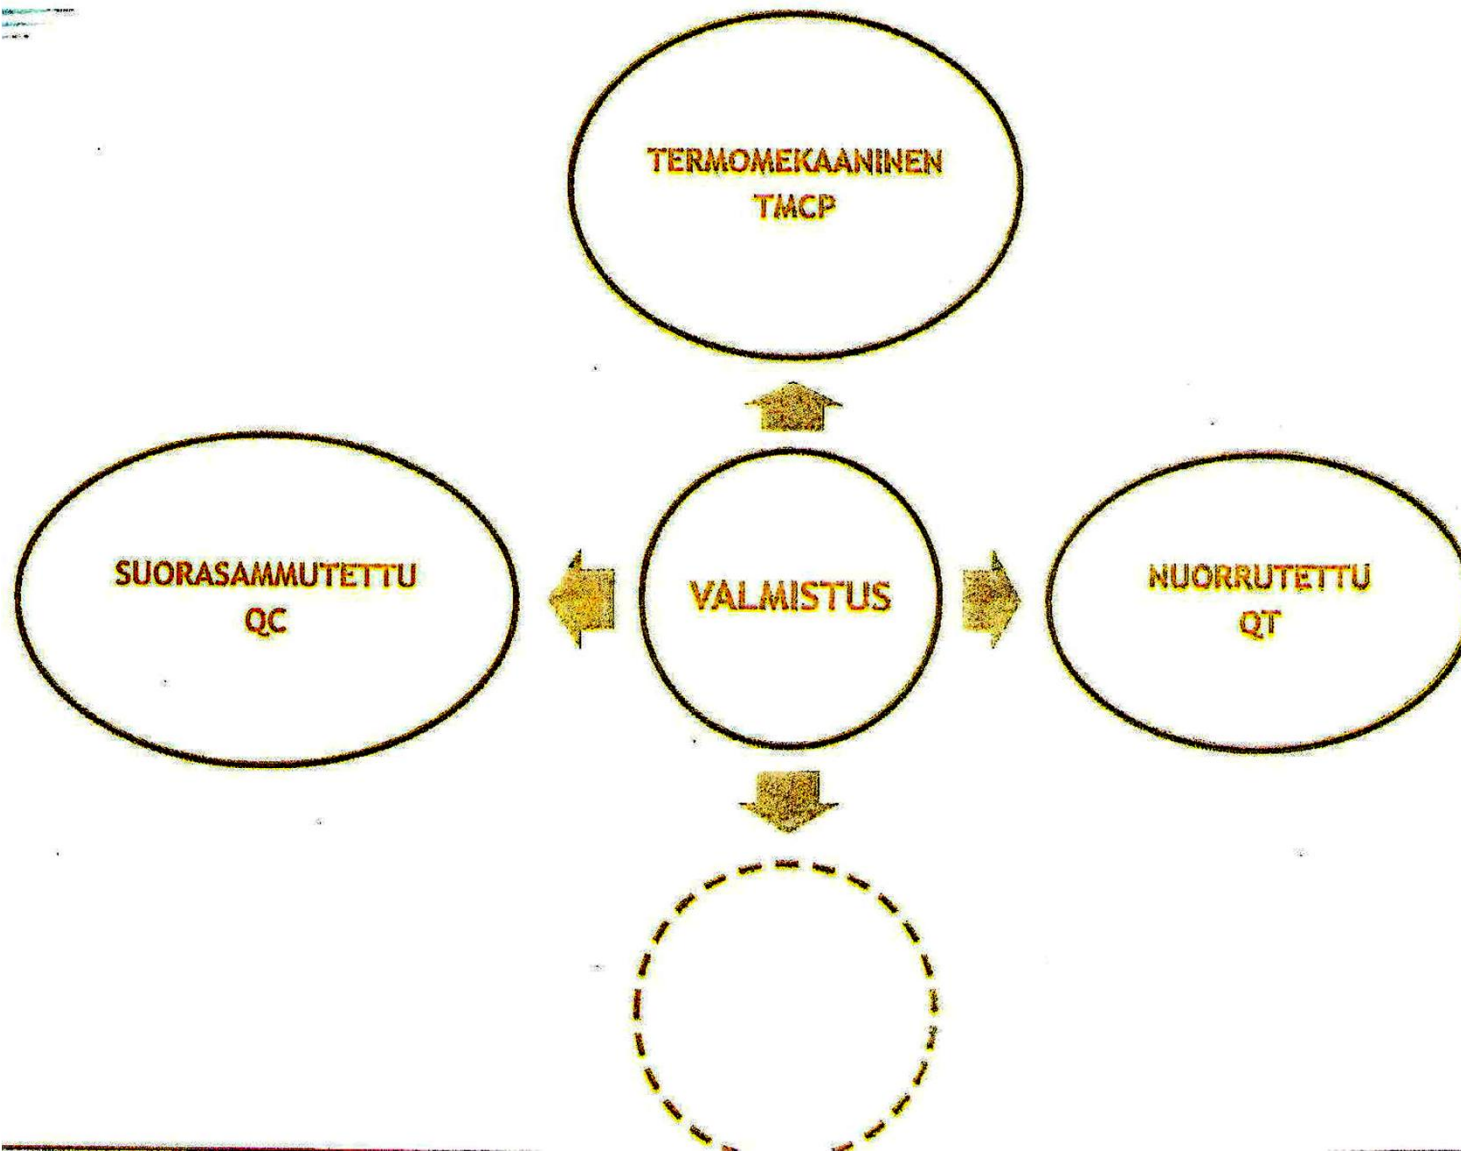 TERMOMEKAANINEN
TMCP
SUORASAMMUTETTU
QC
VALMISTUS
NUORRUTETTU
QT